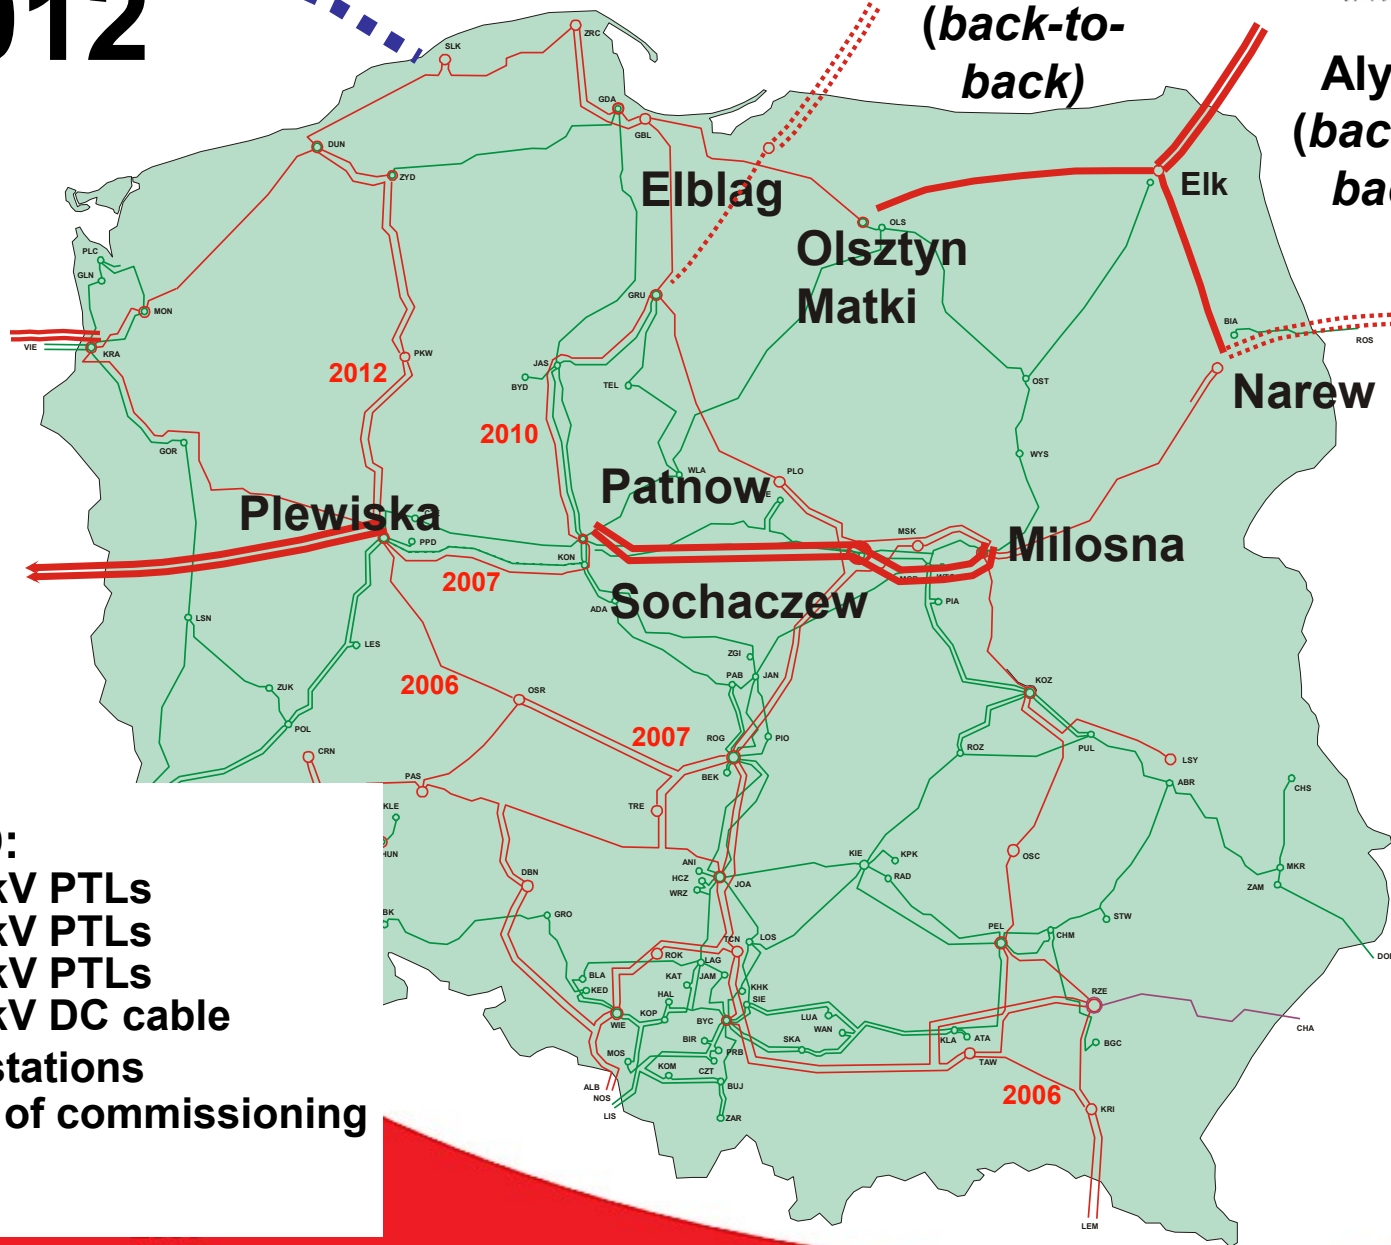 012
(back-to-
back)
Aly
(back
bac
SLK
ZRC
GDA
GBL
DUN
ZYD
Elblag
Elk
OLS
Olsztyn
Matki
PLC
GLN
MON
GRU
VIE
KRA
PKW
BIA
ROS
2012
JAS
BYD
TEL
OST
Narew
2010
GOR
WYS
WLA
PLO
Patnow
Plewiska
PPD
KON
MSK
Milosna
2007
ADA
Sochaczew
PIA
LSN
LES
ZGI
PAB
JAN
KOZ
ZUK
2006
OSR
POL
2007
ROG
PIO
ROZ
PUL
CRN
BEK
LSY
PAS
ABR
CHS
KLE
TRE
HUN
ANI
HCZ
WRZ
JOA
KIE
KPK
RAD
OSC
MKR
ZAM
DBN
):
kV PTLs
kV PTLs
kV PTLs
kV DC cable
stations
of commissioning
BK
GRO
STW
PEL
CHM
LOS
TCN
ROK
LAG
DOB
BLA
KED
KAT
JAM
KHK
SIE
HAL
KOP
WIE
BYC
LUA
WAN
RZE
CHA
BIR
PRB
SKA
KLA
ATA
TAW
BGC
MOS
KOM
CZT
BUJ
ALB
NOS
LIS
ZAR
2006
KRI
LEM